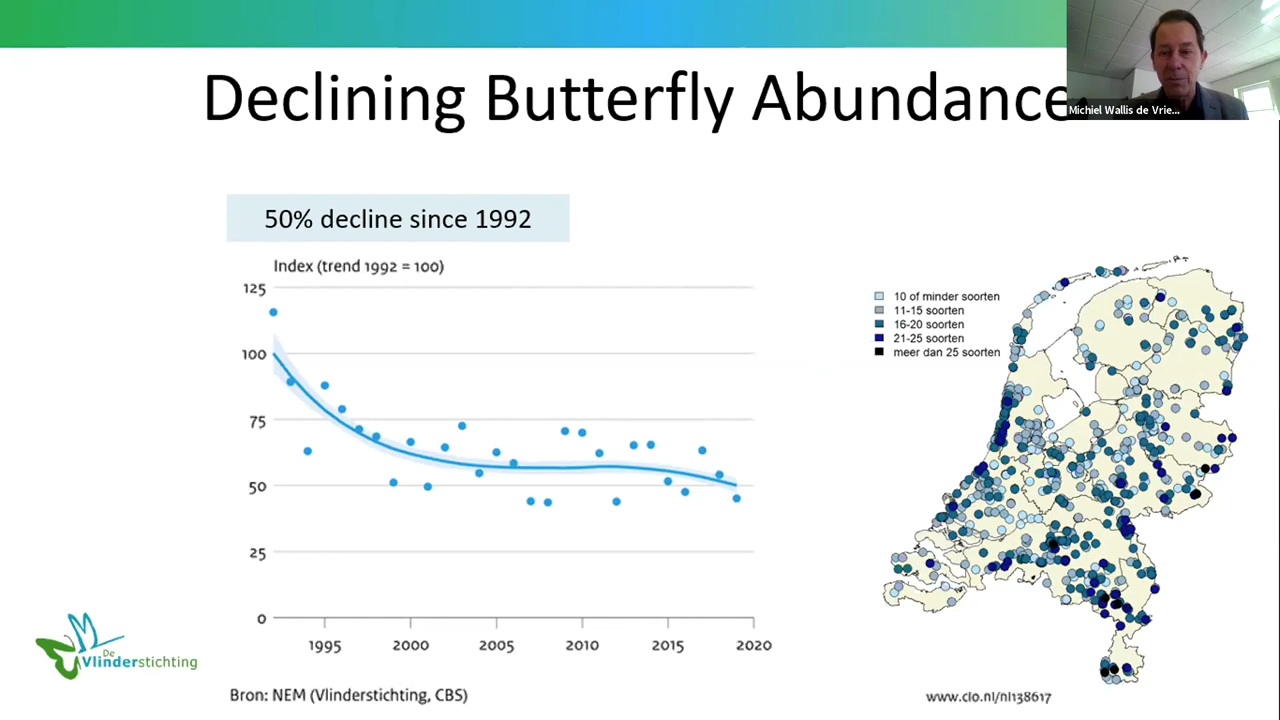 Declining Butterfly Abundance
Michiel Wallis de Vrie...
50% decline since 1992
Index (trend 1992 = 100)
125
100
75
50
25
0
1995
2000
2005
2010
2015
2020
10 of minder soorten
11-15 soorten
16-20 soorten
21-25 soorten
meer dan 25 soorten
De
Vlinderstichting
Bron: NEM (Vlinderstichting, CBS)
www.clo.nl/nl138617